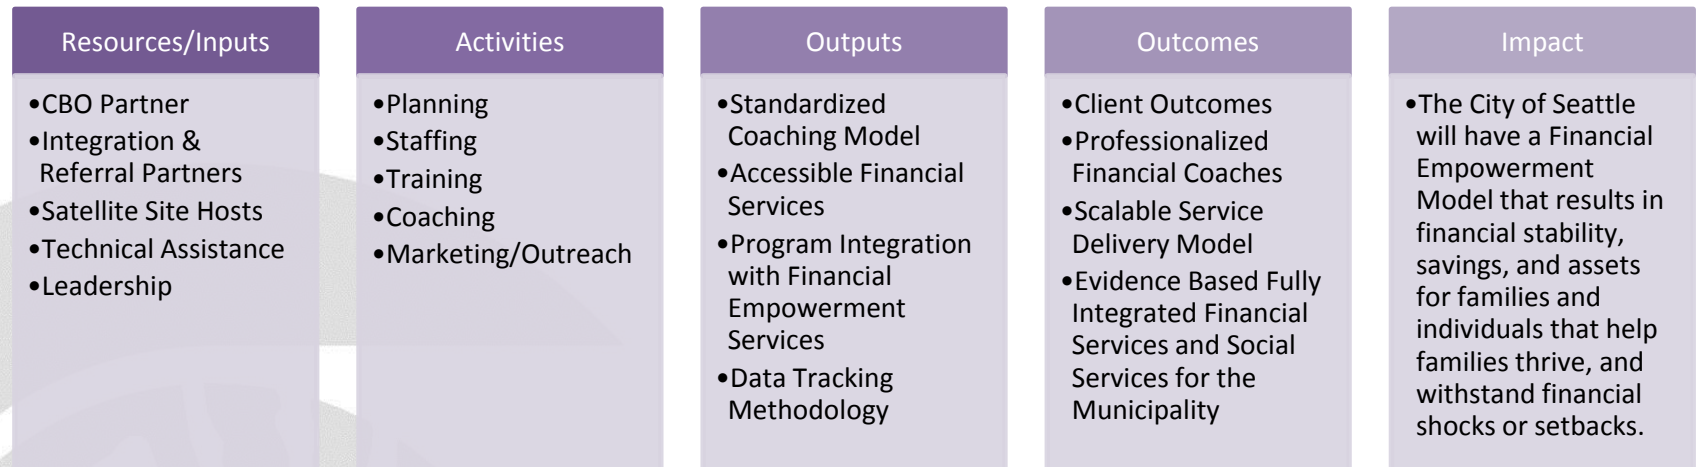 Resources/Inputs
•CBO Partner
•Integration &
Referral Partners
•Satellite Site Hosts
•Technical Assistance
•Leadership
Activities
•Planning
•Staffing
•Training
•Coaching
•Marketing/Outreach
Outputs
•Standardized
Coaching Model
•Accessible Financial
Services
•Program Integration
with Financial
Empowerment
Services
•Data Tracking
Methodology
Outcomes
•Client Outcomes
•Professionalized
Financial Coaches
•Scalable Service
Delivery Model
•Evidence Based Fully
Integrated Financial
Services and Social
Services for the
Municipality
Impact
•The City of Seattle
will have a Financial
Empowerment
Model that results in
financial stability,
savings, and assets
for families and
individuals that help
families thrive, and
withstand financial
shocks or setbacks.